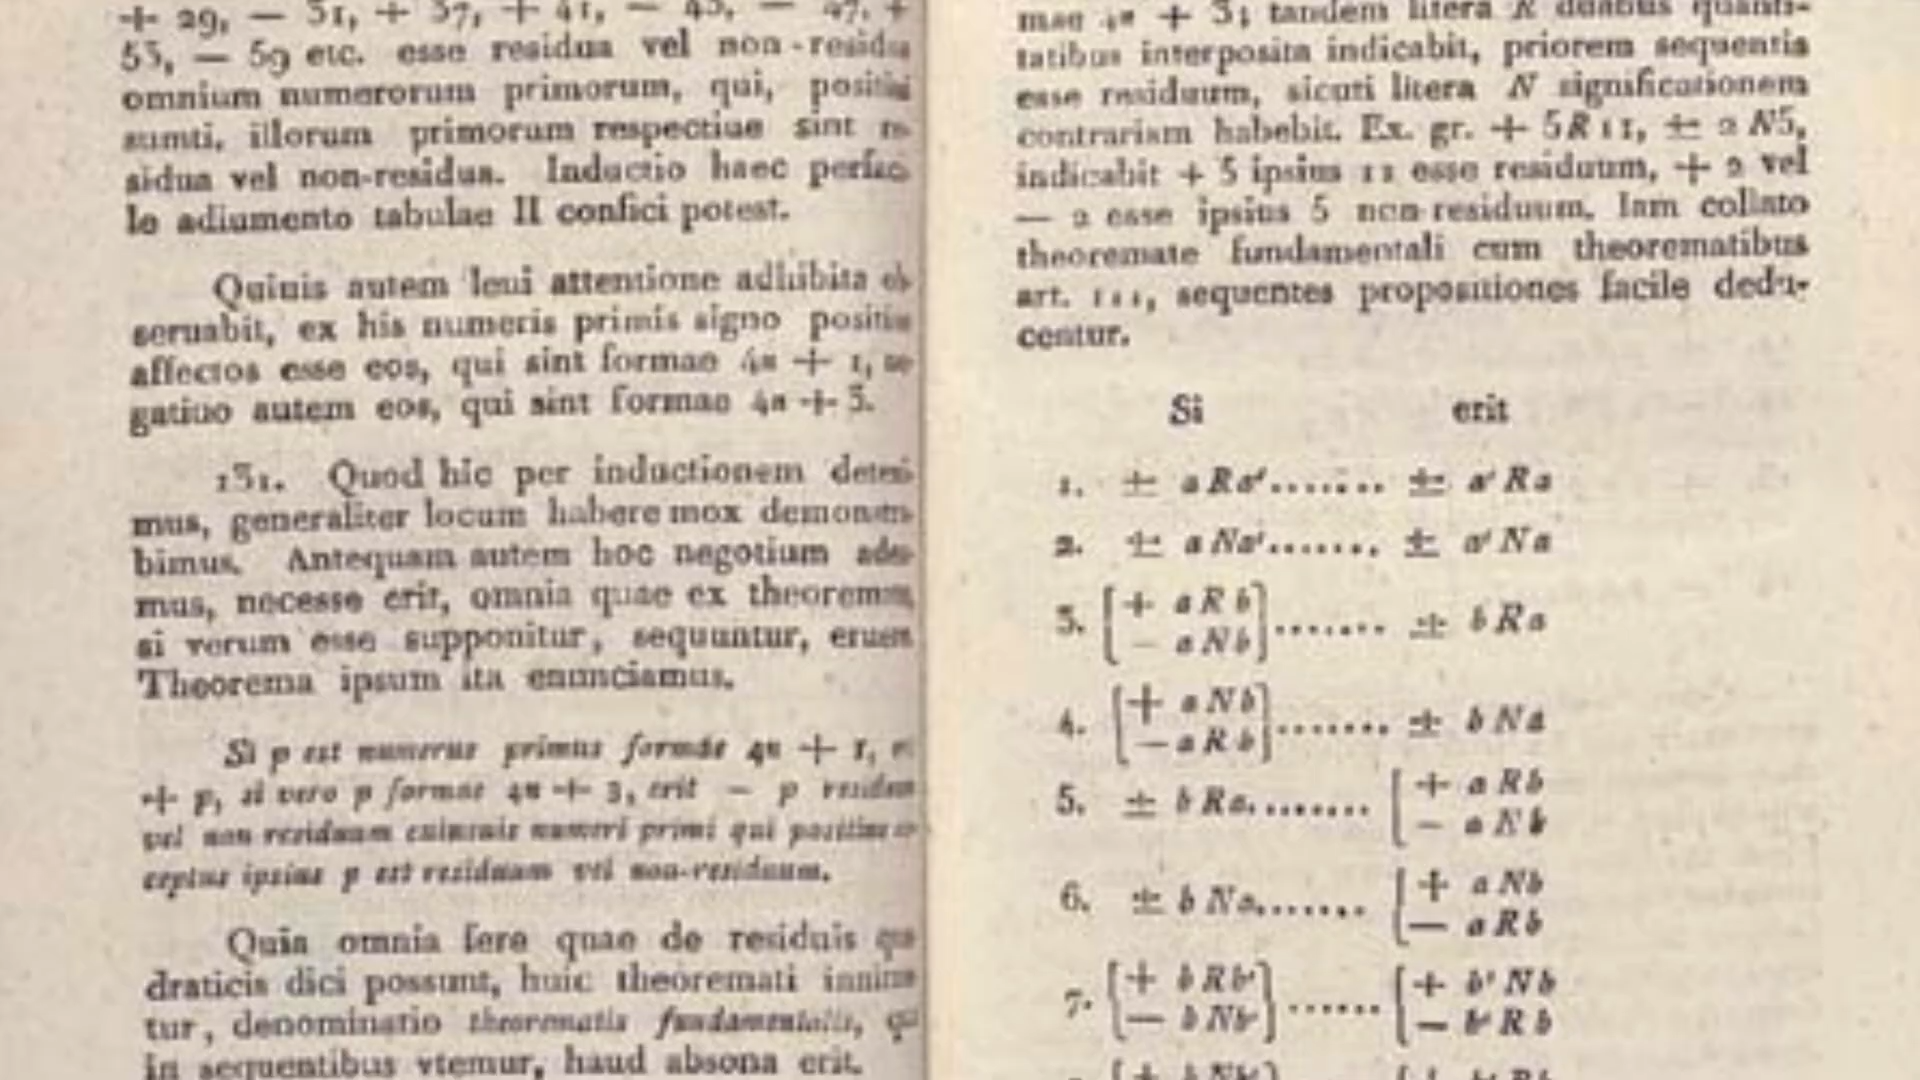 + 29, — 31, + 37, + 41, — 43, — 47, +
53, — 59 etc. esse residua vel non-residua
omnium numerorum primorum, qui, positiui
sumti, illorum primorum respectiue sint re-
sidua vel non-residua. Inductio haec perfac-
le adiumento tabulae II confici potest.
Quiuis autem leui attentione adhibita ob-
seruabit, ex his numeris primis signo positiuo
affectos esse eos, qui sint formae 4n + 1, ne-
gatiuo autem eos, qui sint formae 4n + 3.
131. Quod hic per inductionem detexi-
mus, generaliter locum habere mox demonstra-
bimus. Antequam autem hoc negotium adea-
mus, necesse erit, omnia quae ex theoremate,
si verum esse supponitur, sequuntur, eruere.
Theorema ipsum ita enunciamus.
Si p est numerus primus formae 4n + 1,
+ p, si vero p formae 4n + 3, erit — p residuum
vel non residuum cuiusuis numeri primi qui positiue ac-
ceptus ipsius p est residuum vel non-residuum.
Quia omnia fere quae de residuis qua-
draticis dici possunt, huic theoremati innitun-
tur, denominatio theorematis fundamentalis, qua
in sequentibus vtemur, haud absona erit.
mae 4n + 3; tandem litera R duabus quanti-
tatibus interposita indicabit, priorem sequentis
esse residuum, sicuti litera N significationem
contrariam habebit. Ex. gr. + 5 R 11, ± 2 N 5,
indicabit + 5 ipsius 11 esse residuum, + 2 vel
— 2 esse ipsius 5 non-residuum. Iam collato
theoremate fundamentali cum theorematibus
art. 111, sequentes propositiones facile dedu-
centur.
Si erit
1. ± a R a' ........ ± a' R a
2. ± a N a' ....... ± a' N a
3. [+ a R b
— a N b] ........ ± b R a
4. [+ a N b
— a R b] ........ ± b N a
5. ± b R a ........ [+ a R b
— a N b
6. ± b N a ........ [+ a N b
— a R b
7. [+ b R b'
— b N b'] ...... [+ b' N b
— b' R b